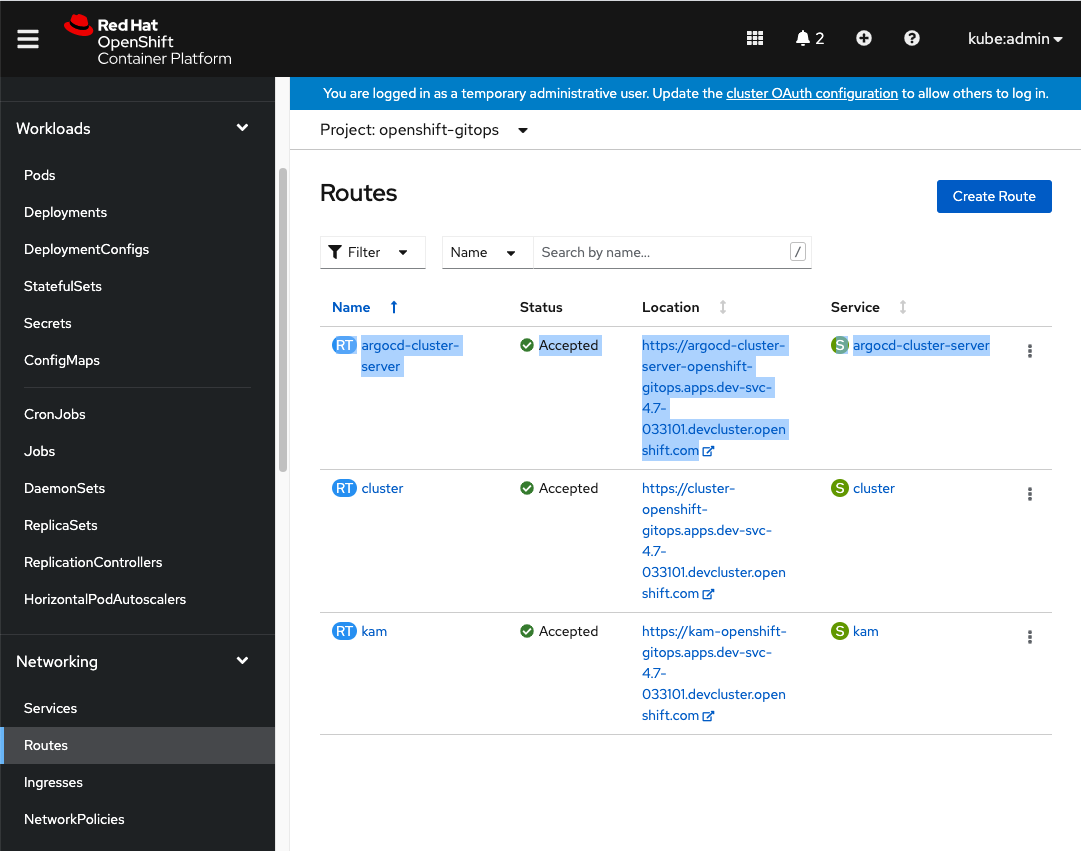 Red Hat
OpenShift
Container Platform
2
kube:admin
You are logged in as a temporary administrative user. Update the cluster OAuth configuration to allow others to log in.
Workloads
Pods
Deployments
DeploymentConfigs
StatefulSets
Secrets
ConfigMaps
CronJobs
Jobs
DaemonSets
ReplicaSets
ReplicationControllers
HorizontalPodAutoscalers
Networking
Services
Routes
Ingresses
NetworkPolicies
Project: openshift-gitops
Routes
Create Route
Filter
Name
Search by name...
/
Name
Status
Location
Service
RT argocd-cluster-
server
Accepted
https://argocd-cluster-
server-openshift-
gitops.apps.dev-svc-
4.7-
033101.devcluster.open
shift.com
S argocd-cluster-server
RT cluster
Accepted
https://cluster-
openshift-
gitops.apps.dev-svc-
4.7-
033101.devcluster.open
shift.com
S cluster
RT kam
Accepted
https://kam-openshift-
gitops.apps.dev-svc-
4.7-
033101.devcluster.open
shift.com
S kam